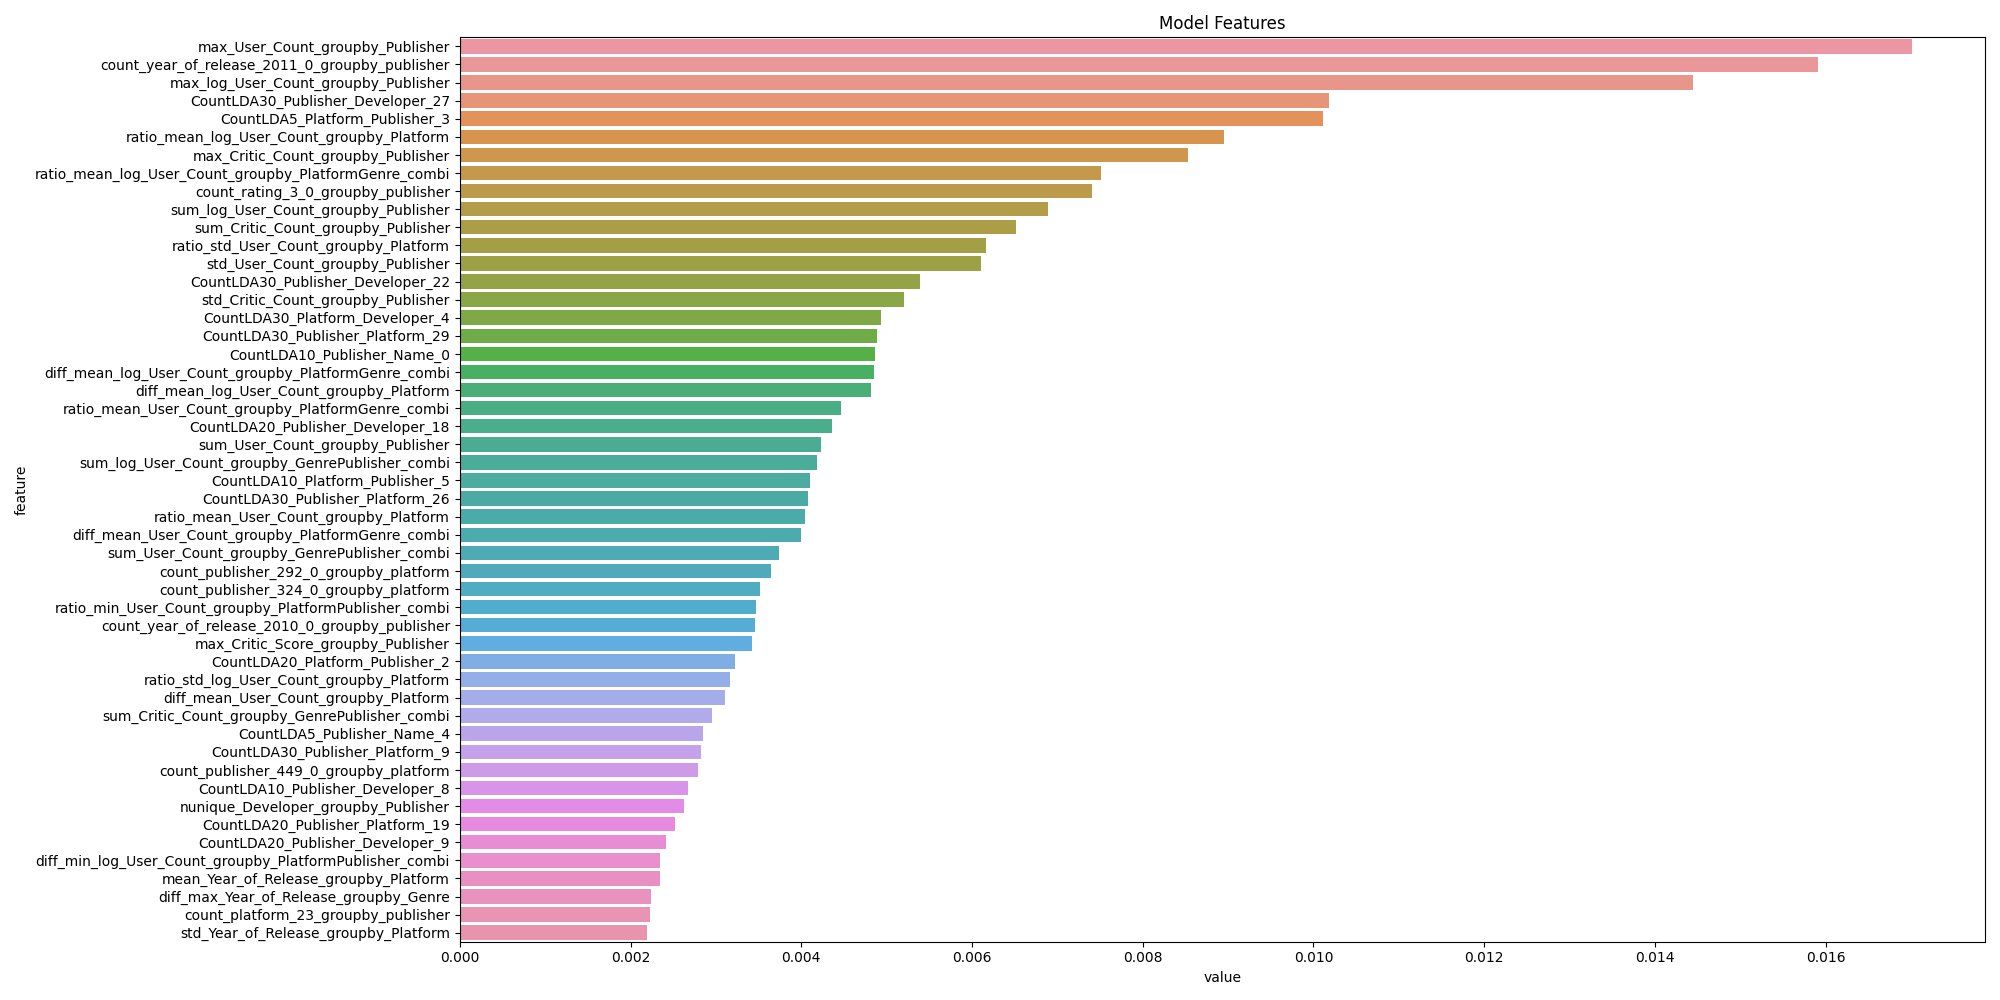 Model Features
max_User_Count_groupby_Publisher
count_year_of_release_2011_0_groupby_publisher
max_log_User_Count_groupby_Publisher
CountLDA30_Publisher_Developer_27
CountLDA5_Platform_Publisher_3
ratio_mean_log_User_Count_groupby_Platform
max_Critic_Count_groupby_Publisher
ratio_mean_log_User_Count_groupby_PlatformGenre_combi
count_rating_3_0_groupby_publisher
sum_log_User_Count_groupby_Publisher
sum_Critic_Count_groupby_Publisher
ratio_std_User_Count_groupby_Platform
std_User_Count_groupby_Publisher
CountLDA30_Publisher_Developer_22
std_Critic_Count_groupby_Publisher
CountLDA30_Platform_Developer_4
CountLDA30_Publisher_Platform_29
CountLDA10_Publisher_Name_0
diff_mean_log_User_Count_groupby_PlatformGenre_combi
diff_mean_log_User_Count_groupby_Platform
ratio_mean_User_Count_groupby_PlatformGenre_combi
CountLDA20_Publisher_Developer_18
sum_User_Count_groupby_Publisher
sum_log_User_Count_groupby_GenrePublisher_combi
CountLDA10_Platform_Publisher_5
CountLDA30_Publisher_Platform_26
ratio_mean_User_Count_groupby_Platform
diff_mean_User_Count_groupby_PlatformGenre_combi
sum_User_Count_groupby_GenrePublisher_combi
count_publisher_292_0_groupby_platform
count_publisher_324_0_groupby_platform
ratio_min_User_Count_groupby_PlatformPublisher_combi
count_year_of_release_2010_0_groupby_publisher
max_Critic_Score_groupby_Publisher
CountLDA20_Platform_Publisher_2
ratio_std_log_User_Count_groupby_Platform
diff_mean_User_Count_groupby_Platform
sum_Critic_Count_groupby_GenrePublisher_combi
CountLDA5_Publisher_Name_4
CountLDA30_Publisher_Platform_9
count_publisher_449_0_groupby_platform
CountLDA10_Publisher_Developer_8
nunique_Developer_groupby_Publisher
CountLDA20_Publisher_Platform_19
CountLDA20_Publisher_Developer_9
diff_min_log_User_Count_groupby_PlatformPublisher_combi
mean_Year_of_Release_groupby_Platform
diff_max_Year_of_Release_groupby_Genre
count_platform_23_groupby_publisher
std_Year_of_Release_groupby_Platform
feature
0.000 0.002 0.004 0.006 0.008 0.010 0.012 0.014 0.016
value